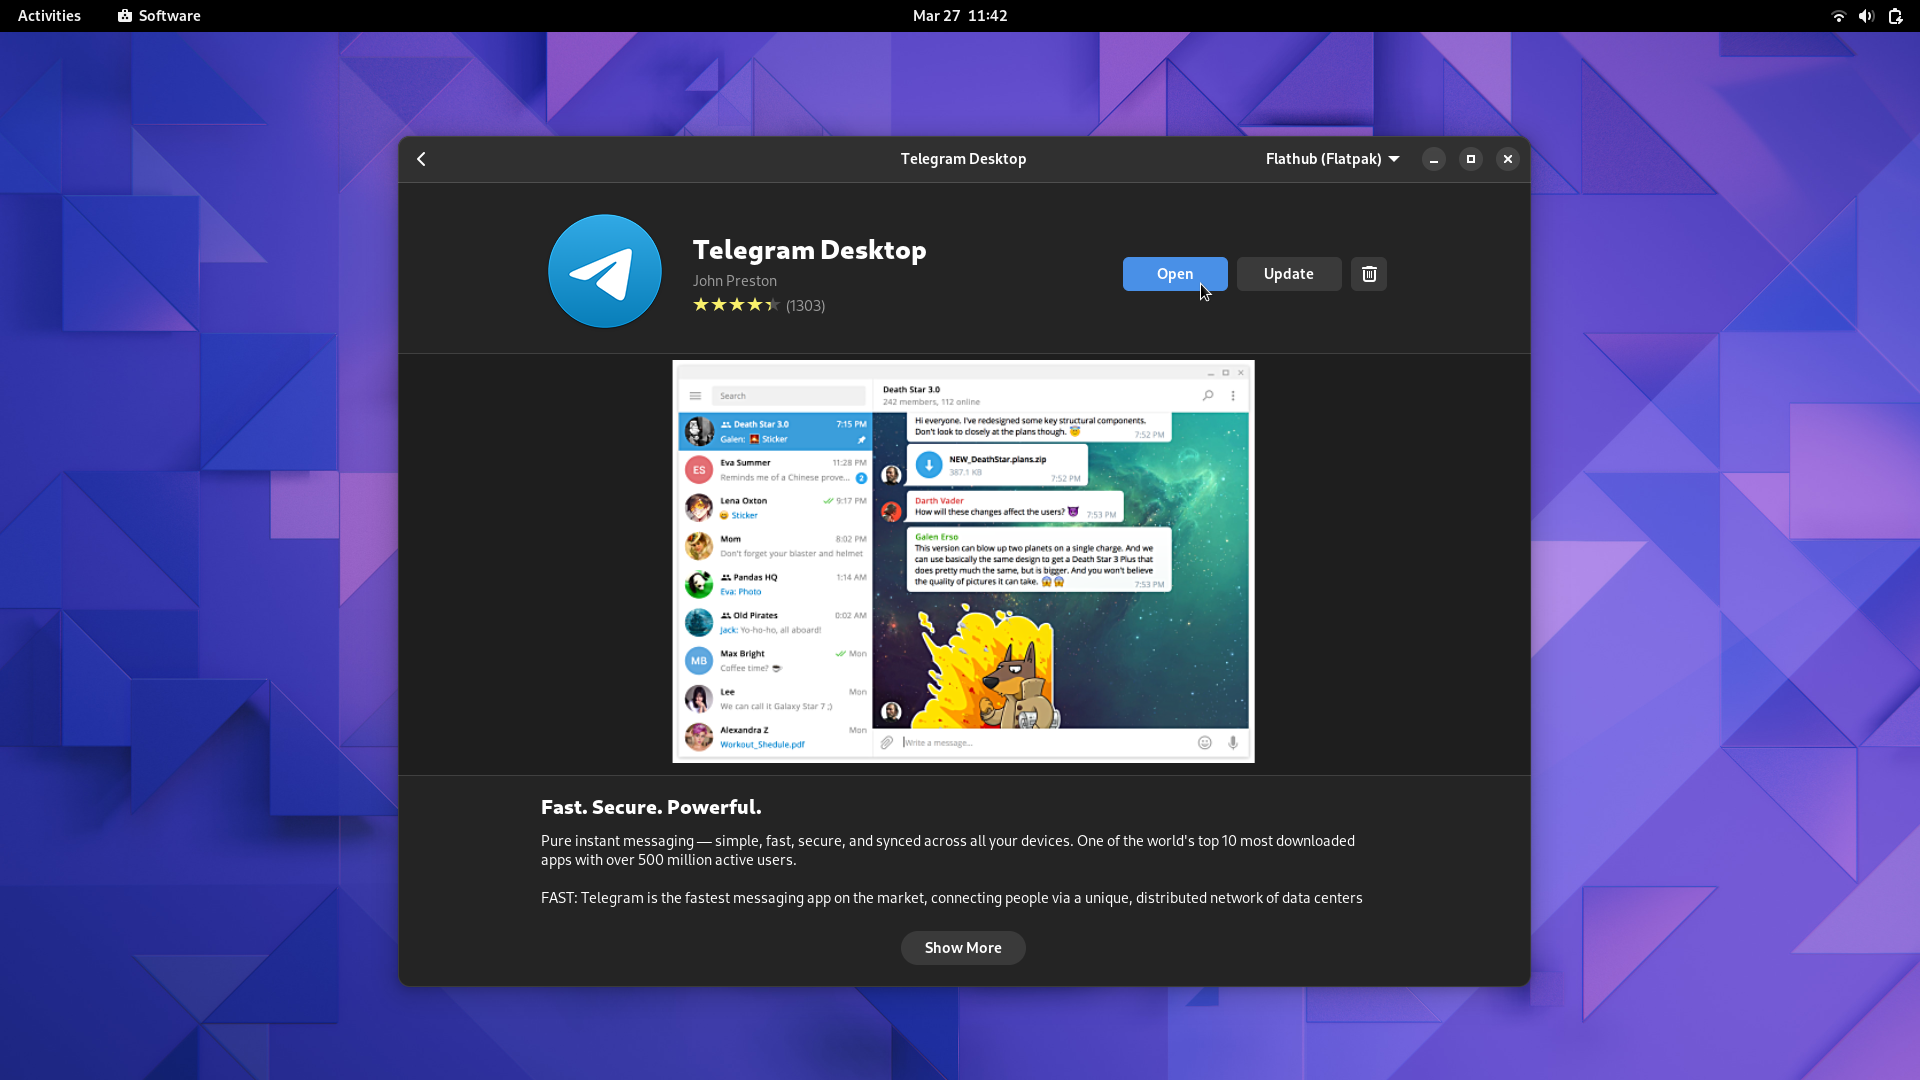 Activities
Software
Mar 27 11:42
Telegram Desktop
Flathub (Flatpak)
Telegram Desktop
John Preston
(1303)
Open
Update
Search
Death Star 3.0
7:15 PM
Galen: Sticker
ES
Eva Summer
11:28 PM
Reminds me of a Chinese prove...
2
Lena Oxton
9:17 PM
Sticker
Mom
8:02 PM
Don't forget your blaster and helmet
Pandas HQ
1:14 AM
Eva: Photo
Old Pirates
0:02 AM
Jack: Yo-ho-ho, all aboard!
MB
Max Bright
Mon
Coffee time?
Lee
Mon
We can call it Galaxy Star 7 ;)
Alexandra Z
Mon
Workout_Shedule.pdf
Death Star 3.0
242 members, 112 online
Hi everyone. I've redesigned some key structural components.
Don't look to closely at the plans though.
7:52 PM
NEW_DeathStar.plans.zip
387.1 KB
7:52 PM
Darth Vader
How will these changes affect the users?
7:53 PM
Galen Erso
This version can blow up two planets on a single charge. And we
can use basically the same design to get a Death Star 3 Plus that
does pretty much the same, but is bigger. And you won't believe
the quality of pictures it can take.
7:53 PM
Write a message...
Fast. Secure. Powerful.
Pure instant messaging — simple, fast, secure, and synced across all your devices. One of the world's top 10 most downloaded
apps with over 500 million active users.
FAST: Telegram is the fastest messaging app on the market, connecting people via a unique, distributed network of data centers
Show More